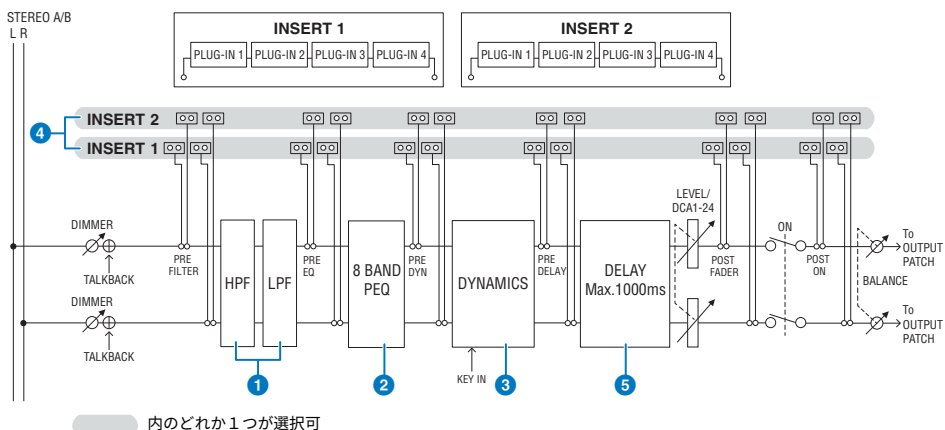 STEREO A/B
L R
INSERT 1
PLUG-IN 1 PLUG-IN 2 PLUG-IN 3 PLUG-IN 4
INSERT 2
PLUG-IN 1 PLUG-IN 2 PLUG-IN 3 PLUG-IN 4
4
INSERT 2
INSERT 1
DIMMER
TALKBACK
PRE
FILTER
HPF
LPF
PRE
EQ
8 BAND
PEQ
PRE
DYN
DYNAMICS
PRE
DELAY
DELAY
Max.1000ms
LEVEL/
DCA1-24
POST
FADER
ON
POST
ON
BALANCE
To
OUTPUT
PATCH
DIMMER
TALKBACK
KEY IN
To
OUTPUT
PATCH
1
2
3
5
内のどれか1つが選択可